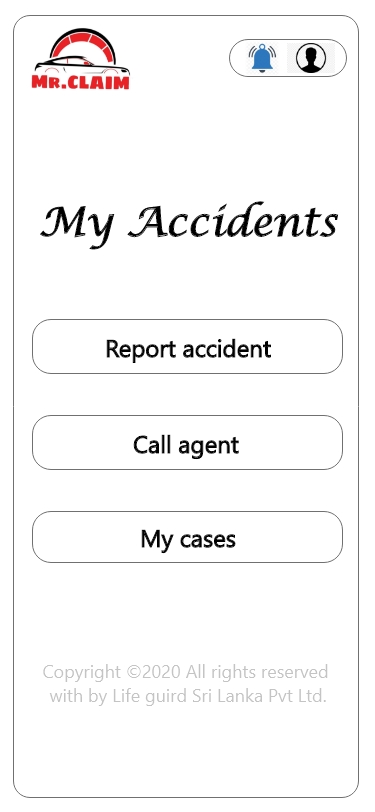 MR.CLAIM
My Accidents
Report accident
Call agent
My cases
Copyright ©2020 All rights reserved
with by Life guird Sri Lanka Pvt Ltd.